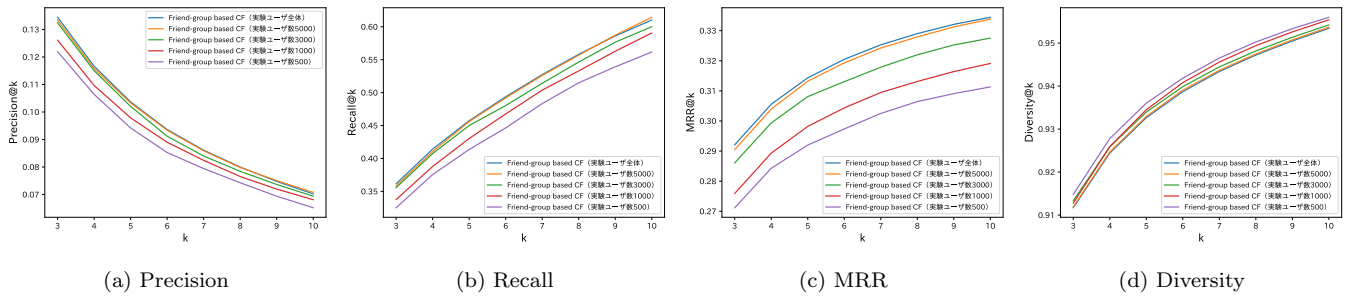 Precision@k
0.13
0.12
0.11
0.10
0.09
0.08
0.07
3
4
5
6
7
8
9
10
k
Friend-group based CF（実験ユーザ全体）
Friend-group based CF（実験ユーザ数5000）
Friend-group based CF（実験ユーザ数3000）
Friend-group based CF（実験ユーザ数1000）
Friend-group based CF（実験ユーザ数500）
(a) Precision
Recall@k
0.60
0.55
0.50
0.45
0.40
0.35
3
4
5
6
7
8
9
10
k
Friend-group based CF（実験ユーザ全体）
Friend-group based CF（実験ユーザ数5000）
Friend-group based CF（実験ユーザ数3000）
Friend-group based CF（実験ユーザ数1000）
Friend-group based CF（実験ユーザ数500）
(b) Recall
MRR@k
0.33
0.32
0.31
0.30
0.29
0.28
0.27
3
4
5
6
7
8
9
10
k
Friend-group based CF（実験ユーザ全体）
Friend-group based CF（実験ユーザ数5000）
Friend-group based CF（実験ユーザ数3000）
Friend-group based CF（実験ユーザ数1000）
Friend-group based CF（実験ユーザ数500）
(c) MRR
Diversity@k
0.95
0.94
0.93
0.92
0.91
3
4
5
6
7
8
9
10
k
Friend-group based CF（実験ユーザ全体）
Friend-group based CF（実験ユーザ数5000）
Friend-group based CF（実験ユーザ数3000）
Friend-group based CF（実験ユーザ数1000）
Friend-group based CF（実験ユーザ数500）
(d) Diversity